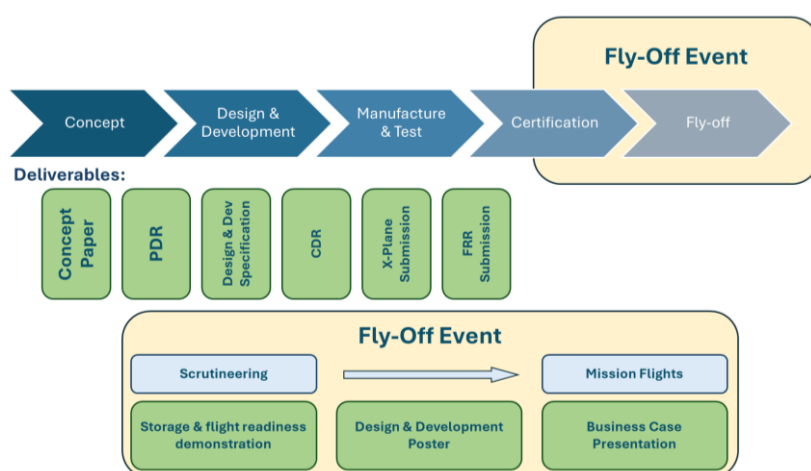 Fly-Off Event
Concept
Design &
Development
Manufacture
& Test
Certification
Fly-off
Deliverables:
Concept
Paper
PDR
Design & Dev
Specification
CDR
X-Plane
Submission
FRR
Submission
Fly-Off Event
Scrutineering
Mission Flights
Storage & flight readiness
demonstration
Design & Development
Poster
Business Case
Presentation